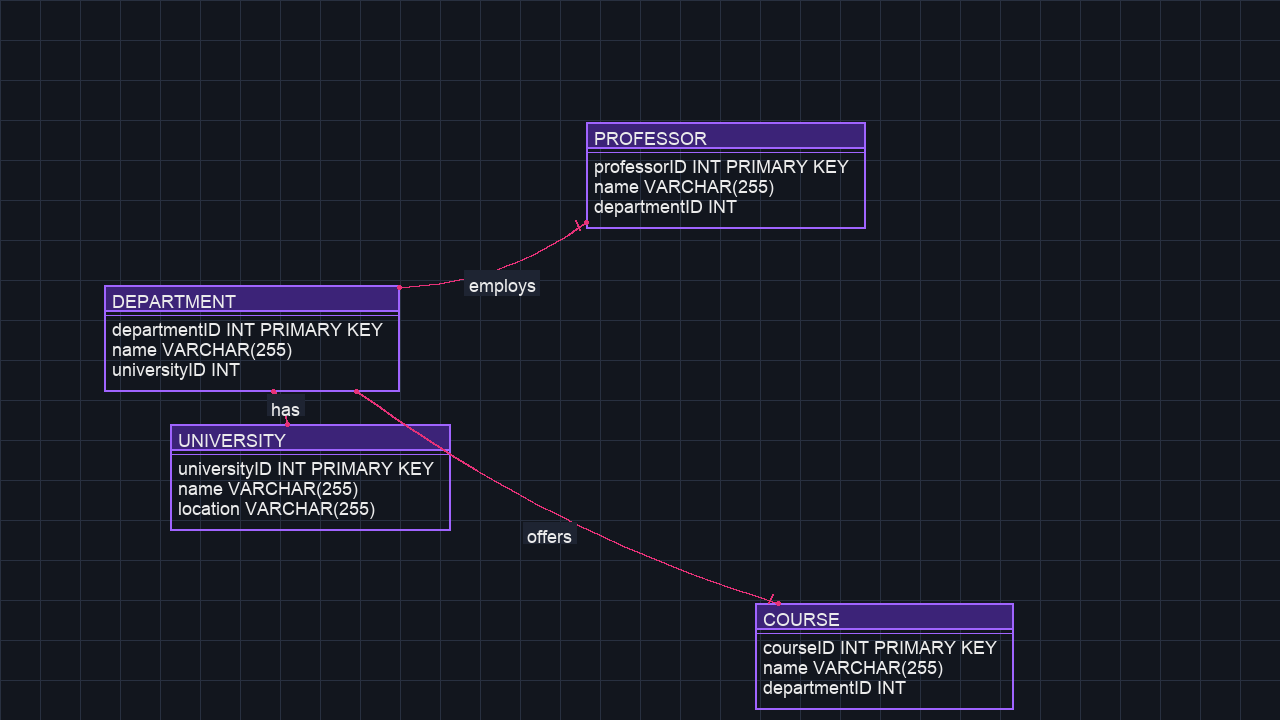 PROFESSOR
professorID INT PRIMARY KEY
name VARCHAR(255)
departmentID INT
employs
DEPARTMENT
departmentID INT PRIMARY KEY
name VARCHAR(255)
universityID INT
has
UNIVERSITY
universityID INT PRIMARY KEY
name VARCHAR(255)
location VARCHAR(255)
offers
COURSE
courseID INT PRIMARY KEY
name VARCHAR(255)
departmentID INT